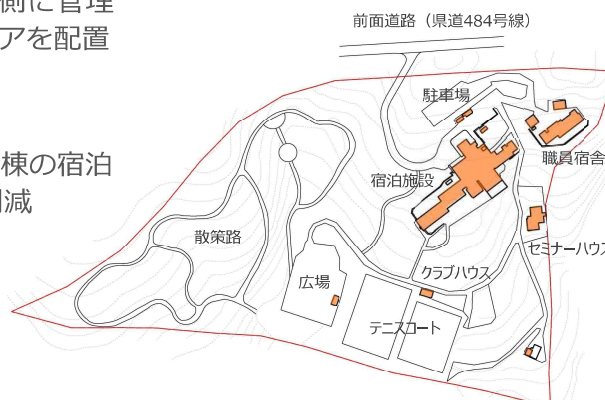 側に管理
アを配置
棟の宿泊
削減
前面道路（県道484号線）
駐車場
職員宿舎
宿泊施設
散策路
セミナーハウス
クラブハウス
広場
テニスコート